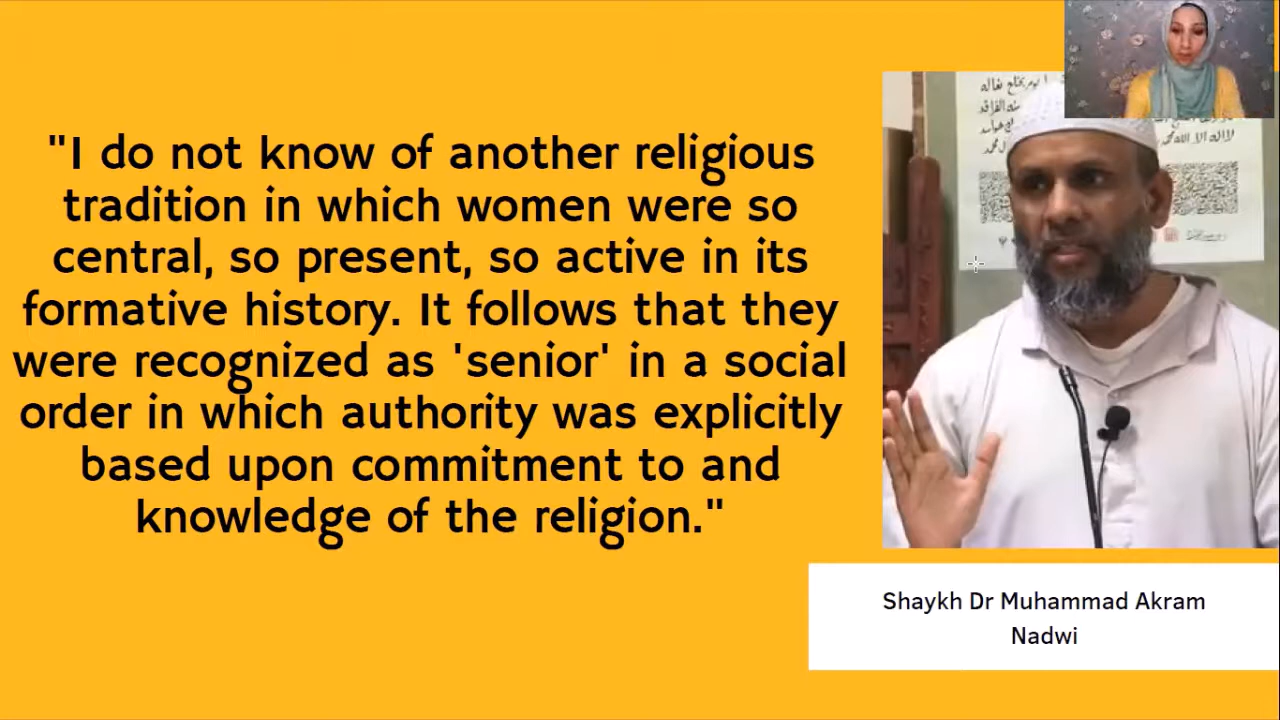 "I do not know of another religious
tradition in which women were so
central, so present, so active in its
formative history. It follows that they
were recognized as 'senior' in a social
order in which authority was explicitly
based upon commitment to and
knowledge of the religion."
Shaykh Dr Muhammad Akram
Nadwi